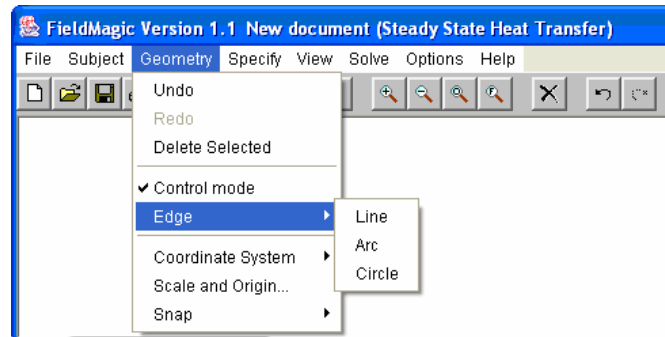 FieldMagic Version 1.1 New document (Steady State Heat Transfer)
File Subject Geometry Specify View Solve Options Help
Undo
Redo
Delete Selected
Control mode
Edge
Line
Arc
Circle
Coordinate System
Scale and Origin...
Snap